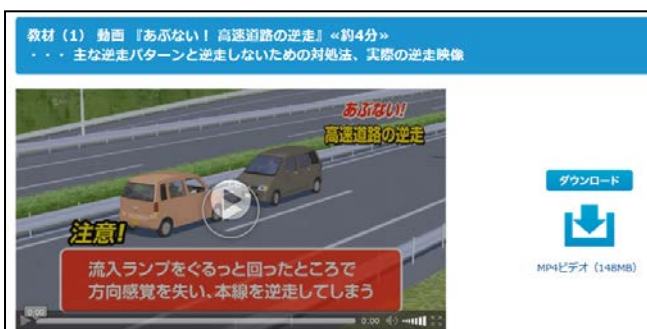 教材（1） 動画 『あぶない！ 高速道路の逆走』≪約4分≫
・・・ 主な逆走パターンと逆走しないための対処法、実際の逆走映像
あぶない!
高速道路の逆走
注意!
流入ランプをぐるっと回ったところで
方向感覚を失い、本線を逆走してしまう
0:00
0:00
ダウンロード
MP4ビデオ（148MB）